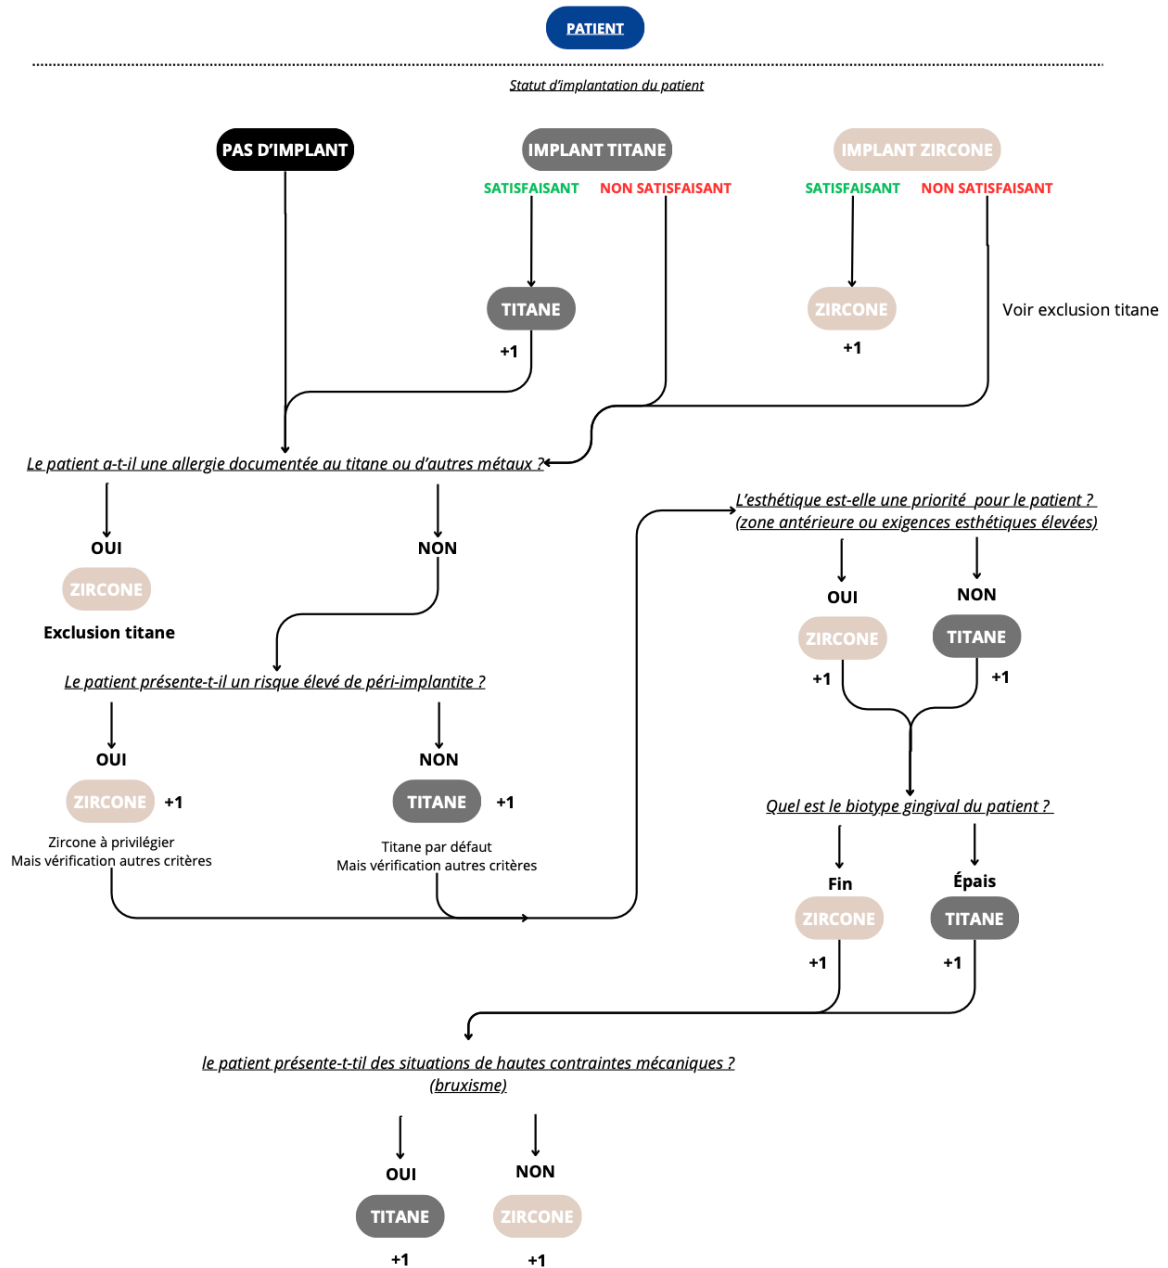 PATIENT
Statut d'implantation du patient
PAS D'IMPLANT
IMPLANT TITANE
IMPLANT ZIRCONE
SATISFAISANT
NON SATISFAISANT
SATISFAISANT
NON SATISFAISANT
TITANE
+1
ZIRCONE
+1
Voir exclusion titane
Le patient a-t-il une allergie documentée au titane ou d'autres métaux ?
OUI
ZIRCONE
Exclusion titane
NON
Le patient présente-t-il un risque élevé de péri-implantite ?
OUI
ZIRCONE +1
Zircone à privilégier
Mais vérification autres critères
NON
TITANE +1
Titane par défaut
Mais vérification autres critères
L'esthétique est-elle une priorité pour le patient ?
(zone antérieure ou exigences esthétiques élevées)
OUI
ZIRCONE
+1
NON
TITANE
+1
Quel est le biotype gingival du patient ?
Fin
ZIRCONE
+1
Épais
TITANE
+1
le patient présente-t-til des situations de hautes contraintes mécaniques ?
(bruxisme)
OUI
TITANE
+1
NON
ZIRCONE
+1